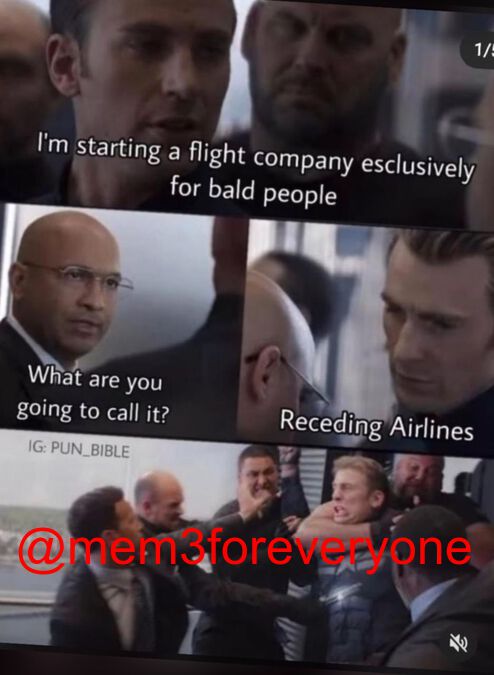 1/5
I'm starting a flight company esclusively
for bald people
What are you
going to call it?
Receding Airlines
IG: PUN_BIBLE
@mem3foreveryone